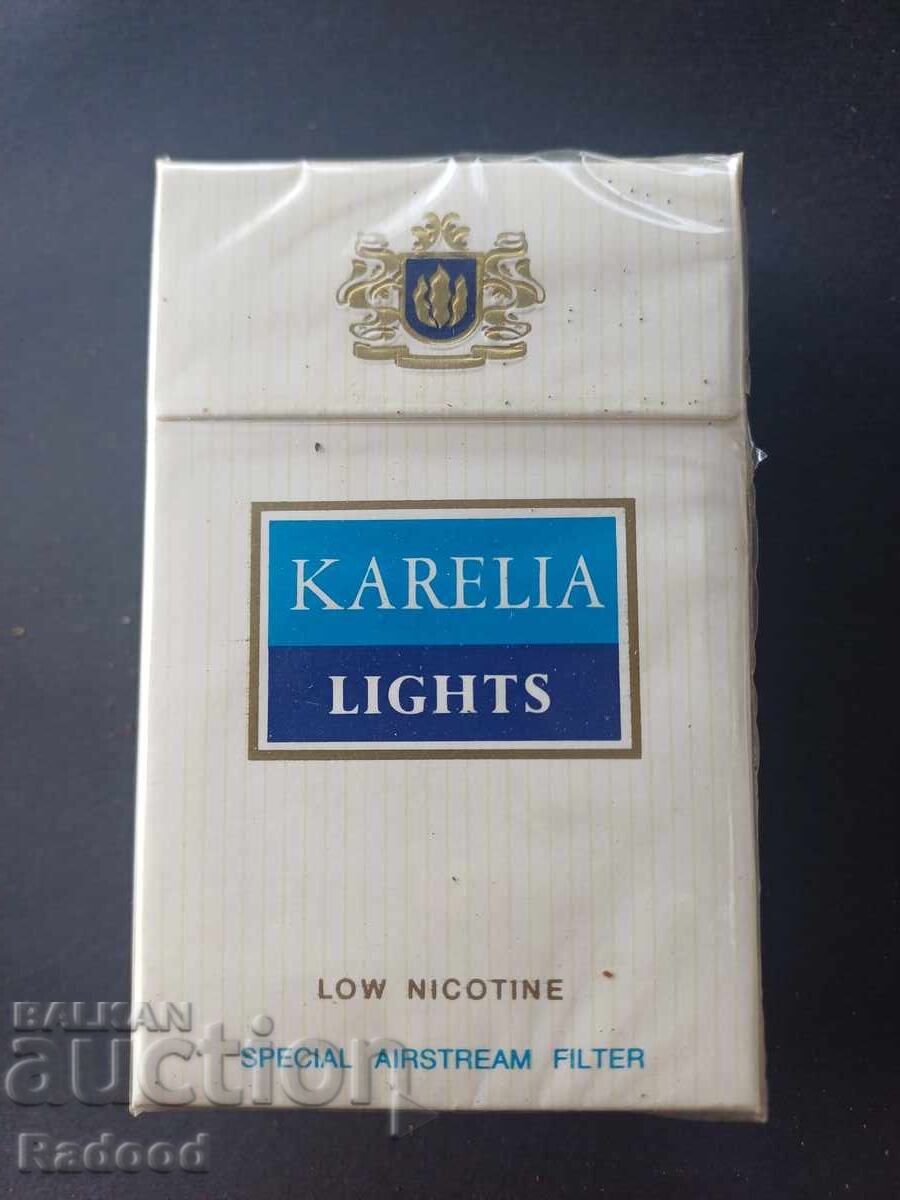 KARELIA
LIGHTS
LOW NICOTINE
BALKAN
auction
SPECIAL AIRSTREAM FILTER
Radood